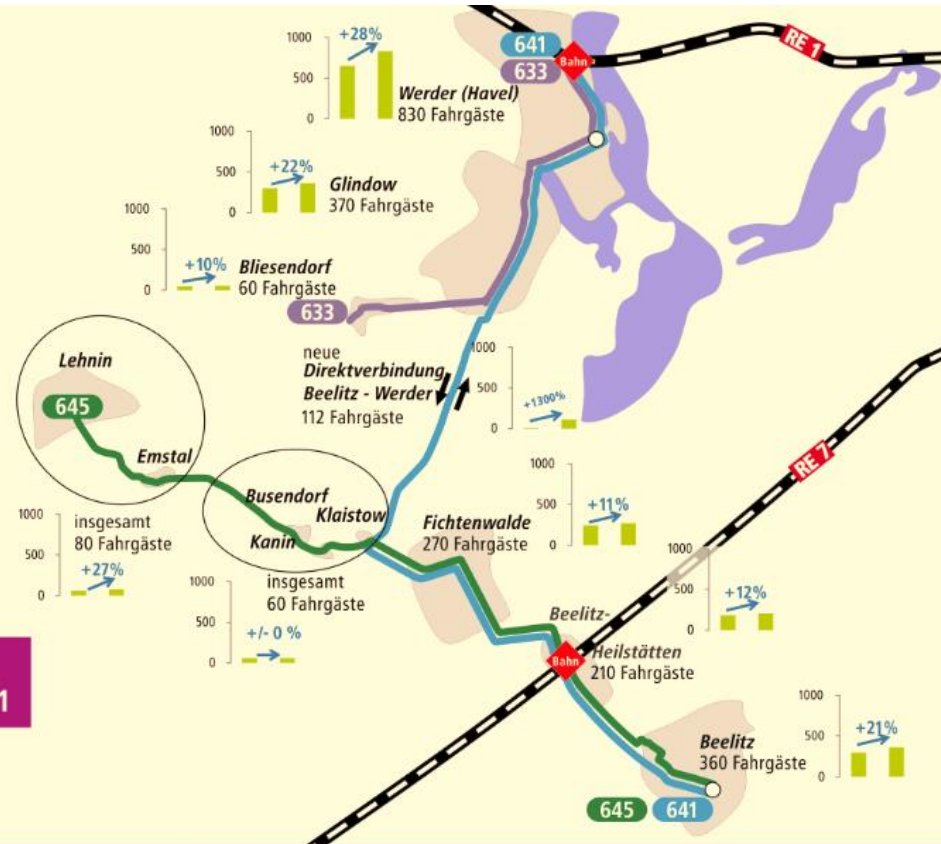 1000
500
0
+28%
Werder (Havel)
830 Fahrgäste
641
633
Bahn
RE 1
1000
500
0
+22%
Glindow
370 Fahrgäste
1000
500
0
+10%
Bliesendorf
60 Fahrgäste
633
neue
Direktverbindung
Beelitz - Werder
112 Fahrgäste
1000
500
0
+1300%
Lehnin
645
Emstal
Busendorf
Klaistow
Kanin
RE 7
1000
500
0
insgesamt
80 Fahrgäste
+27%
Fichtenwalde
270 Fahrgäste
1000
500
0
+11%
1000
500
0
+/- 0 %
insgesamt
60 Fahrgäste
1000
500
0
+12%
Beelitz-
Heilstätten
210 Fahrgäste
Bahn
1
1000
500
0
+21%
Beelitz
360 Fahrgäste
645
641